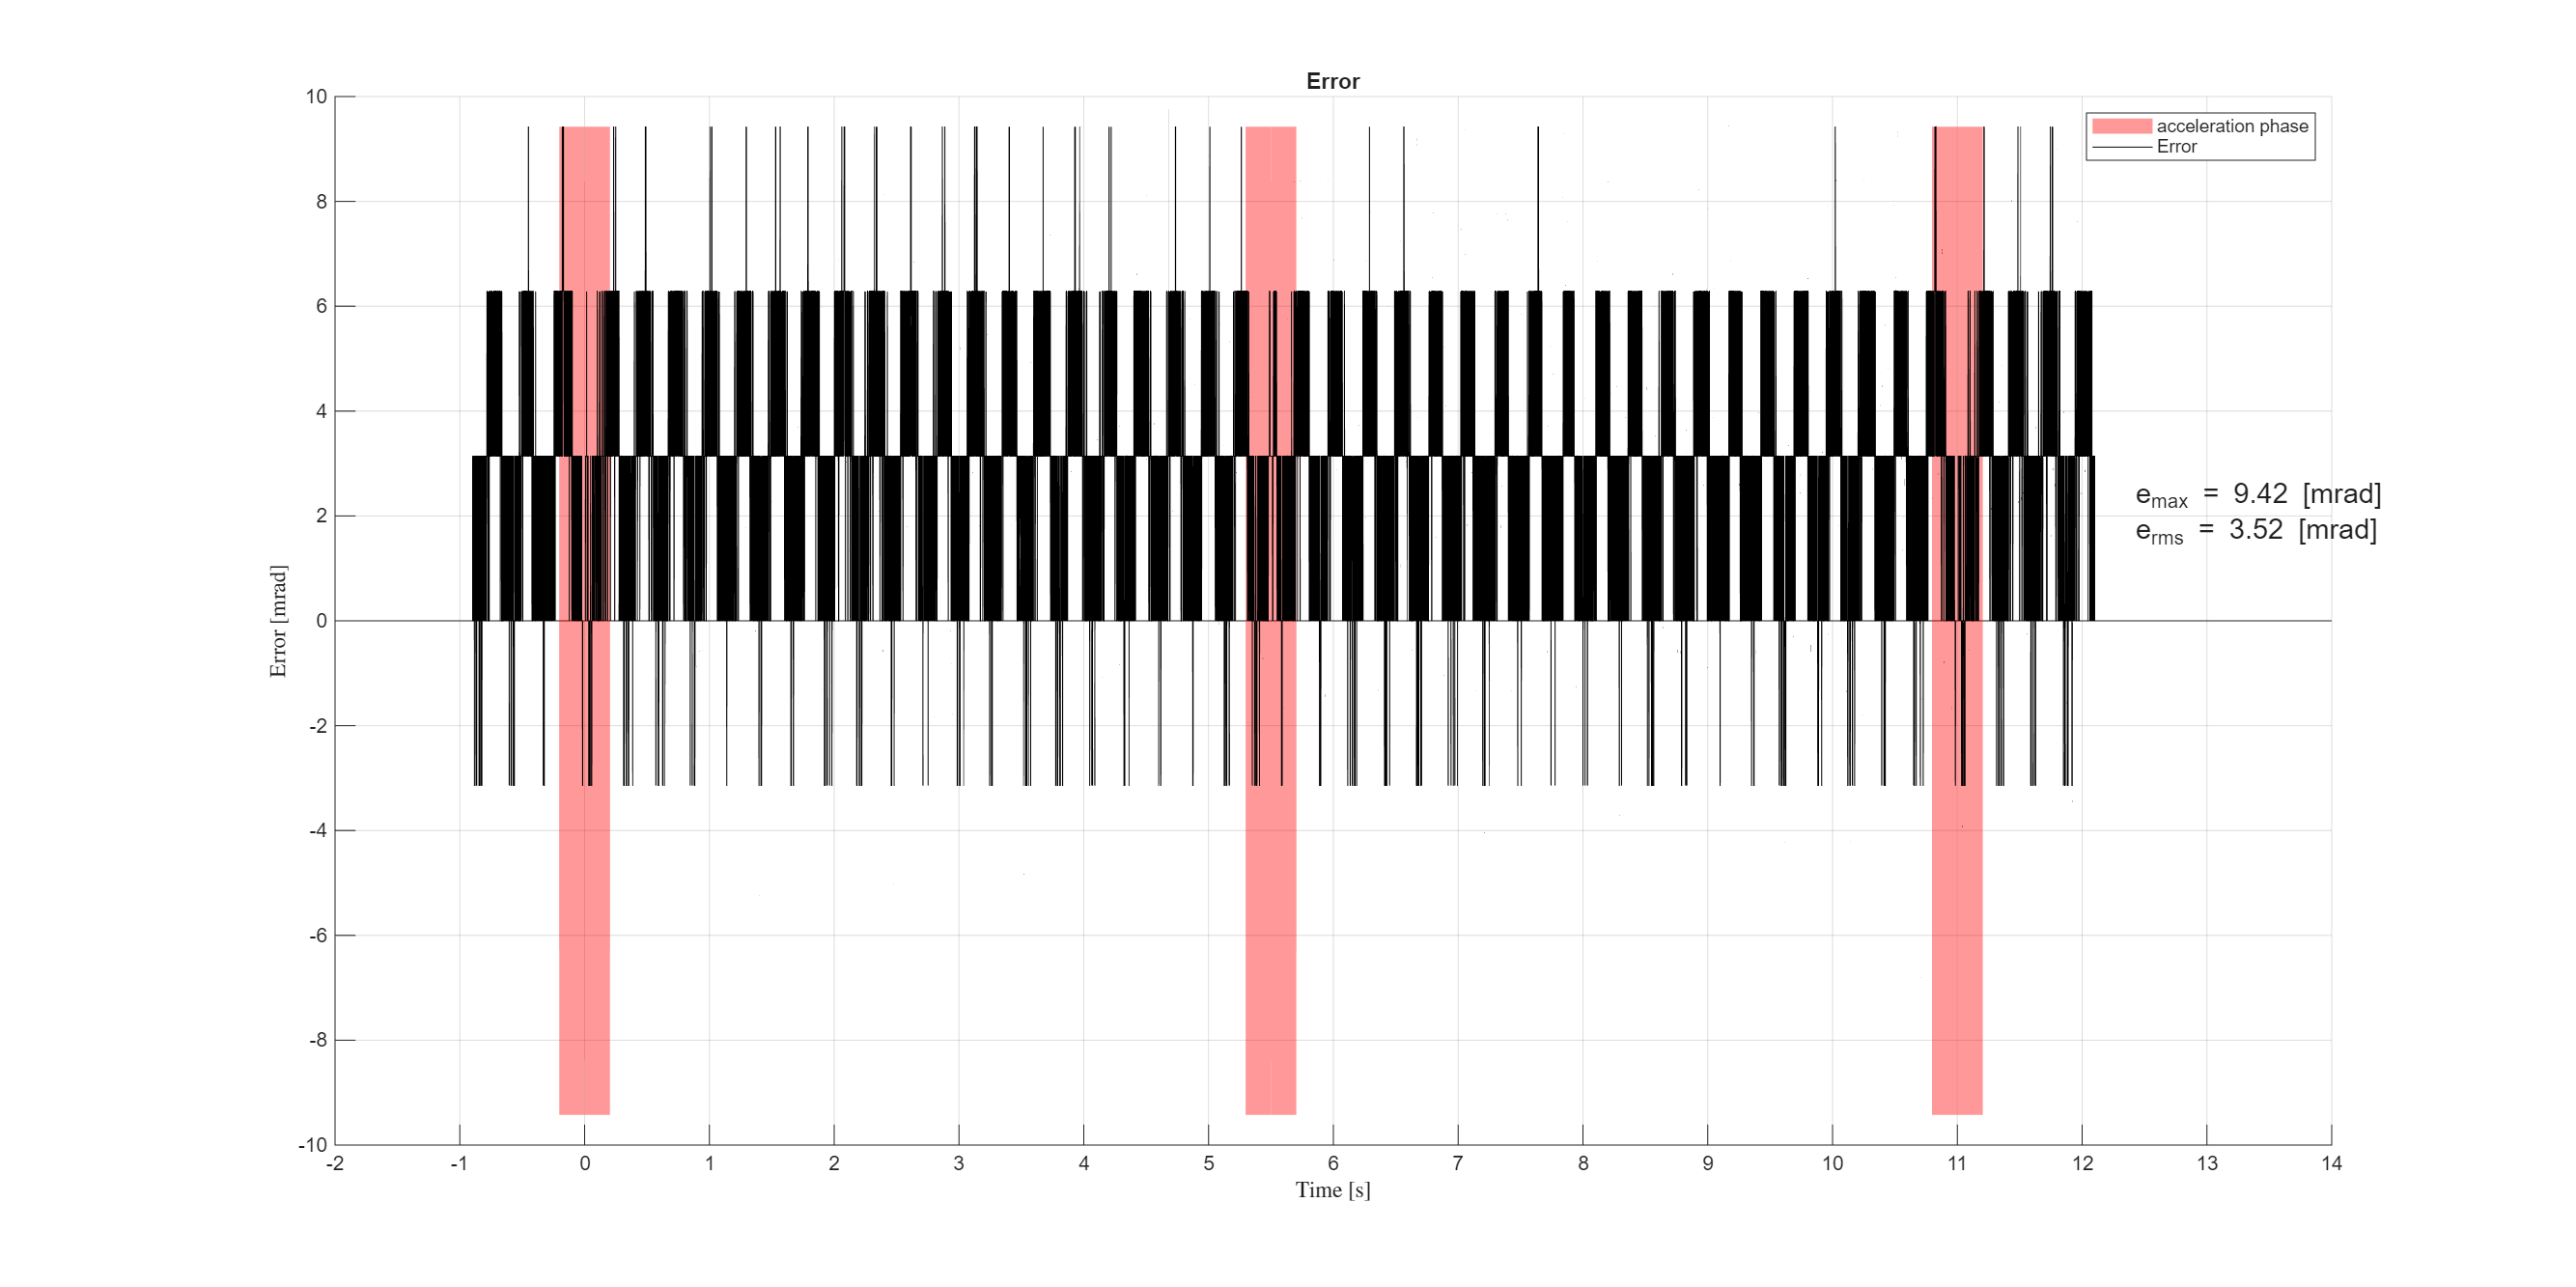 Error
10
8
6
4
2
0
-2
-4
-6
-8
-10
Error [mrad]
acceleration phase
Error
e_max = 9.42 [mrad]
e_rms = 3.52 [mrad]
-2 -1 0 1 2 3 4 5 6 7 8 9 10 11 12 13 14
Time [s]